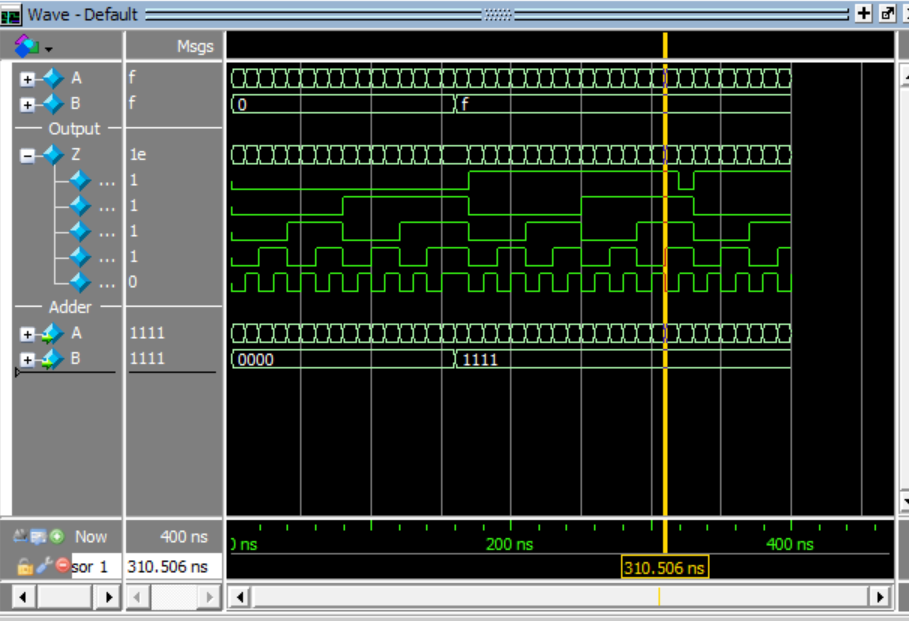 Wave - Default
Msgs
A f
B f 0 f
Output
Z 1e
... 1
... 1
... 1
... 1
... 0
Adder
A 1111
B 1111 0000 1111
Now 400 ns
ns 200 ns 400 ns
sor 1 310.506 ns 310.506 ns